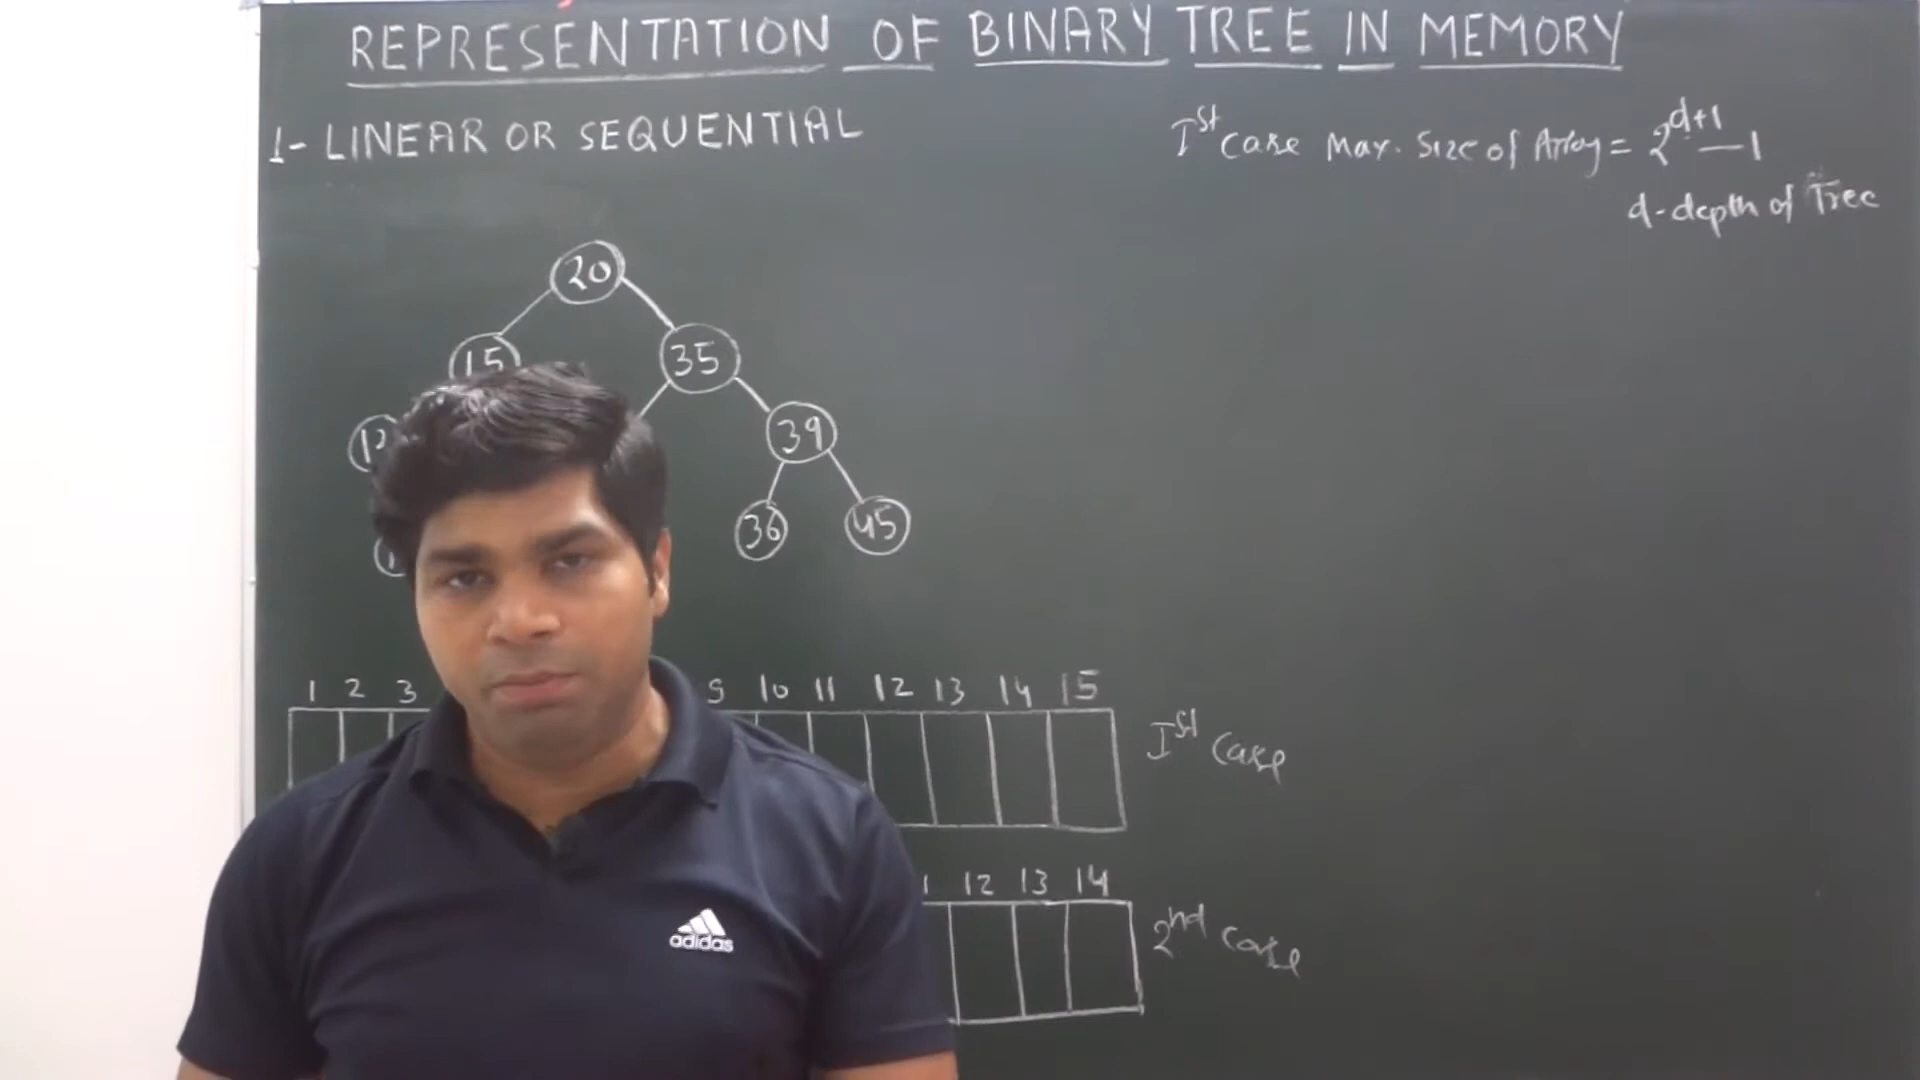 REPRESENTATION OF BINARY TREE IN MEMORY
1- LINEAR OR SEQUENTIAL
Ist case Max. Size of Array = 2^d+1 - 1
d-depth of Tree
20
15 35
39
36 45
1 2 3 9 10 11 12 13 14 15
Ist case
12 13 14
2nd case
adidas